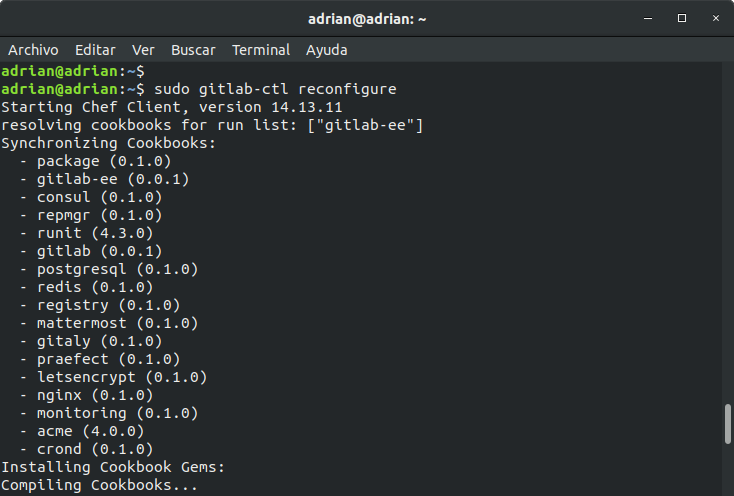 adrian@adrian: ~
Archivo Editar Ver Buscar Terminal Ayuda
adrian@adrian:~$
adrian@adrian:~$ sudo gitlab-ctl reconfigure
Starting Chef Client, version 14.13.11
resolving cookbooks for run list: ["gitlab-ee"]
Synchronizing Cookbooks:
  - package (0.1.0)
  - gitlab-ee (0.0.1)
  - consul (0.1.0)
  - repmgr (0.1.0)
  - runit (4.3.0)
  - gitlab (0.0.1)
  - postgresql (0.1.0)
  - redis (0.1.0)
  - registry (0.1.0)
  - mattermost (0.1.0)
  - gitaly (0.1.0)
  - praefect (0.1.0)
  - letsencrypt (0.1.0)
  - nginx (0.1.0)
  - monitoring (0.1.0)
  - acme (4.0.0)
  - crond (0.1.0)
Installing Cookbook Gems:
Compiling Cookbooks...